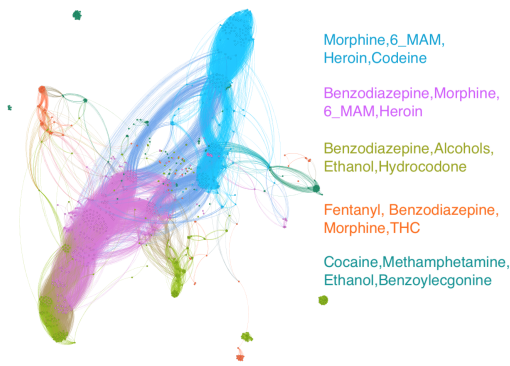 Morphine,6_MAM,
Heroin,Codeine
Benzodiazepine,Morphine,
6_MAM,Heroin
Benzodiazepine,Alcohols,
Ethanol,Hydrocodone
Fentanyl, Benzodiazepine,
Morphine,THC
Cocaine,Methamphetamine,
Ethanol,Benzoylecgonine